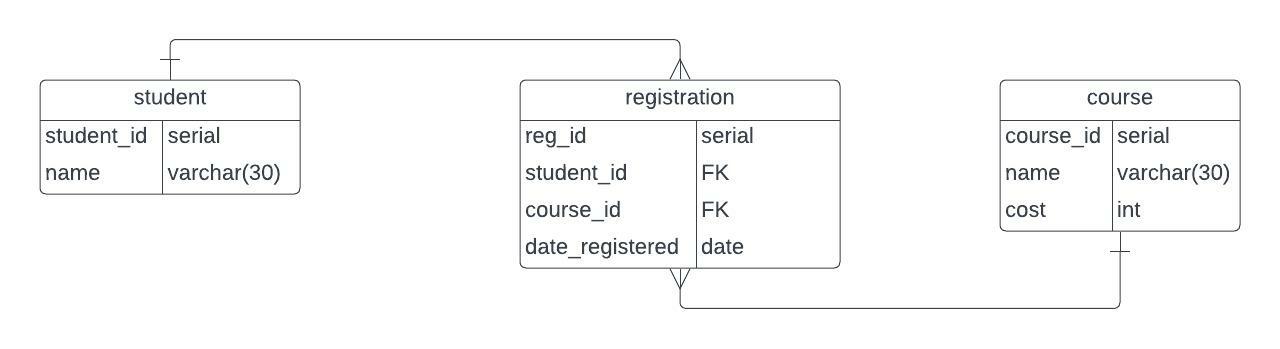 student
student_id serial
name varchar(30)
registration
reg_id serial
student_id FK
course_id FK
date_registered date
course
course_id serial
name varchar(30)
cost int